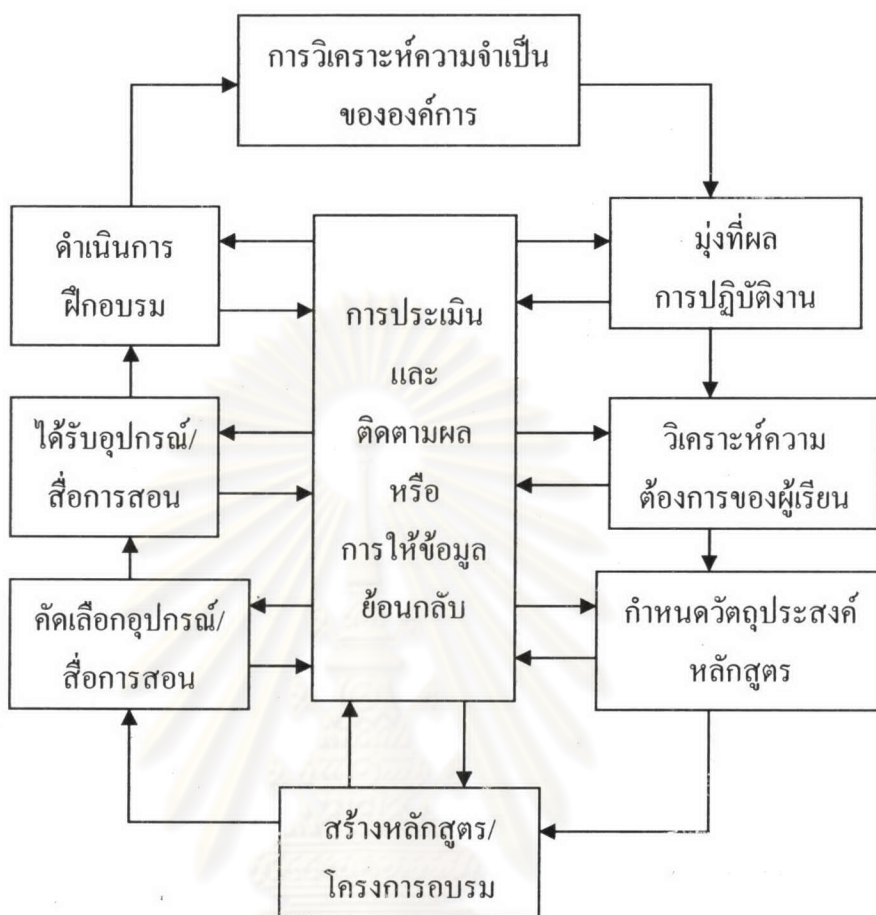 การวิเคราะห์ความจำเป็น
ขององค์การ
มุ่งที่ผล
การปฏิบัติงาน
วิเคราะห์ความ
ต้องการของผู้เรียน
กำหนดวัตถุประสงค์
หลักสูตร
สร้างหลักสูตร/
โครงการอบรม
คัดเลือกอุปกรณ์/
สื่อการสอน
ได้รับอุปกรณ์/
สื่อการสอน
ดำเนินการ
ฝึกอบรม
การประเมิน
และ
ติดตามผล
หรือ
การให้ข้อมูล
ย้อนกลับ